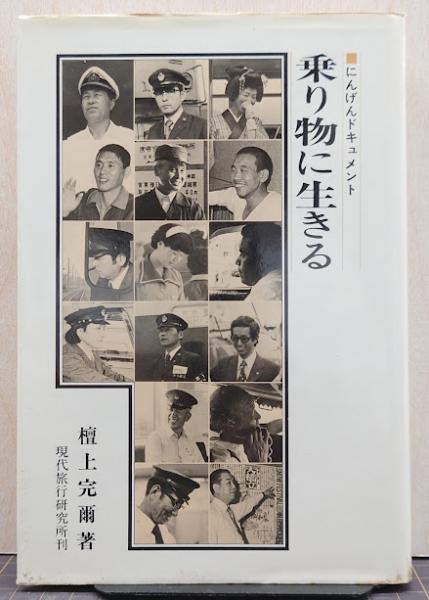 ■にんげんドキュメント
乗り物に生きる
檀上完爾著
現代旅行研究所刊